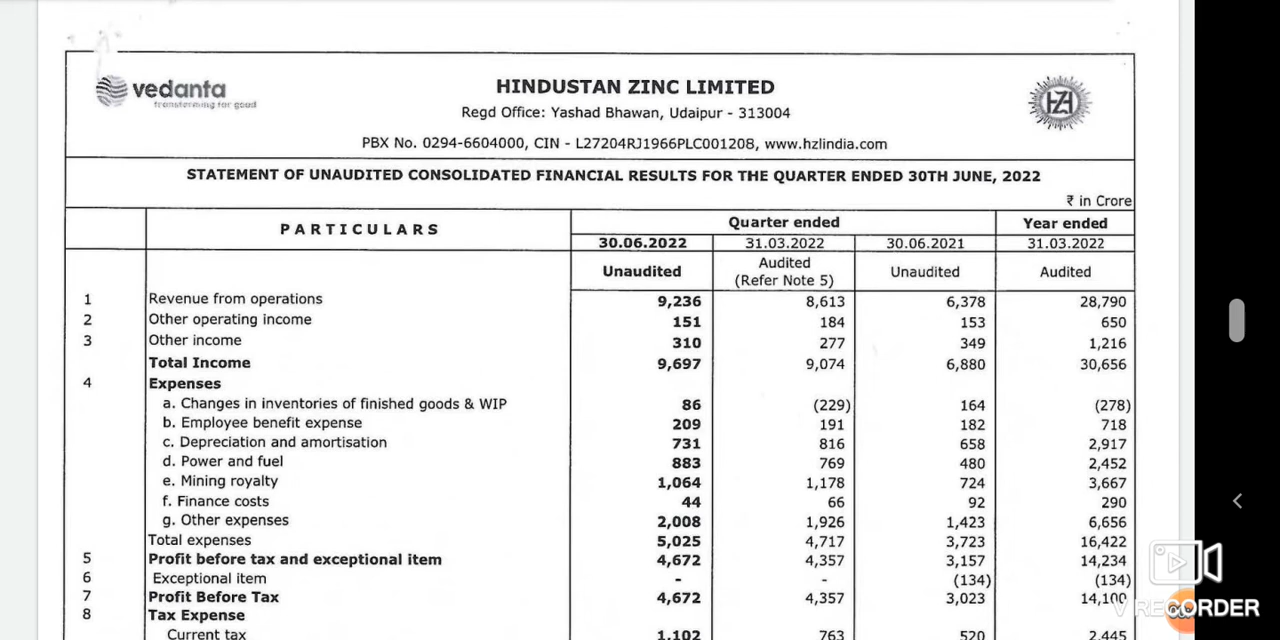 vedanta
transforming for good
HINDUSTAN ZINC LIMITED
Regd Office: Yashad Bhawan, Udaipur - 313004
PBX No. 0294-6604000, CIN - L27204RJ1966PLC001208, www.hzlindia.com
HZL
STATEMENT OF UNAUDITED CONSOLIDATED FINANCIAL RESULTS FOR THE QUARTER ENDED 30TH JUNE, 2022
₹ in Crore
PARTICULARS Quarter ended Year ended
30.06.2022 31.03.2022 30.06.2021 31.03.2022
Unaudited Audited (Refer Note 5) Unaudited Audited
1 Revenue from operations 9,236 8,613 6,378 28,790
2 Other operating income 151 184 153 650
3 Other income 310 277 349 1,216
Total Income 9,697 9,074 6,880 30,656
4 Expenses
a. Changes in inventories of finished goods & WIP 86 (229) 164 (278)
b. Employee benefit expense 209 191 182 718
c. Depreciation and amortisation 731 816 658 2,917
d. Power and fuel 883 769 480 2,452
e. Mining royalty 1,064 1,178 724 3,667
f. Finance costs 44 66 92 290
g. Other expenses 2,008 1,926 1,423 6,656
Total expenses 5,025 4,717 3,723 16,422
5 Profit before tax and exceptional item 4,672 4,357 3,157 14,234
6 Exceptional item - - (134) (134)
7 Profit Before Tax 4,672 4,357 3,023 14,100
8 Tax Expense
Current tax 1,102 763 520 2,445
V RECORDER